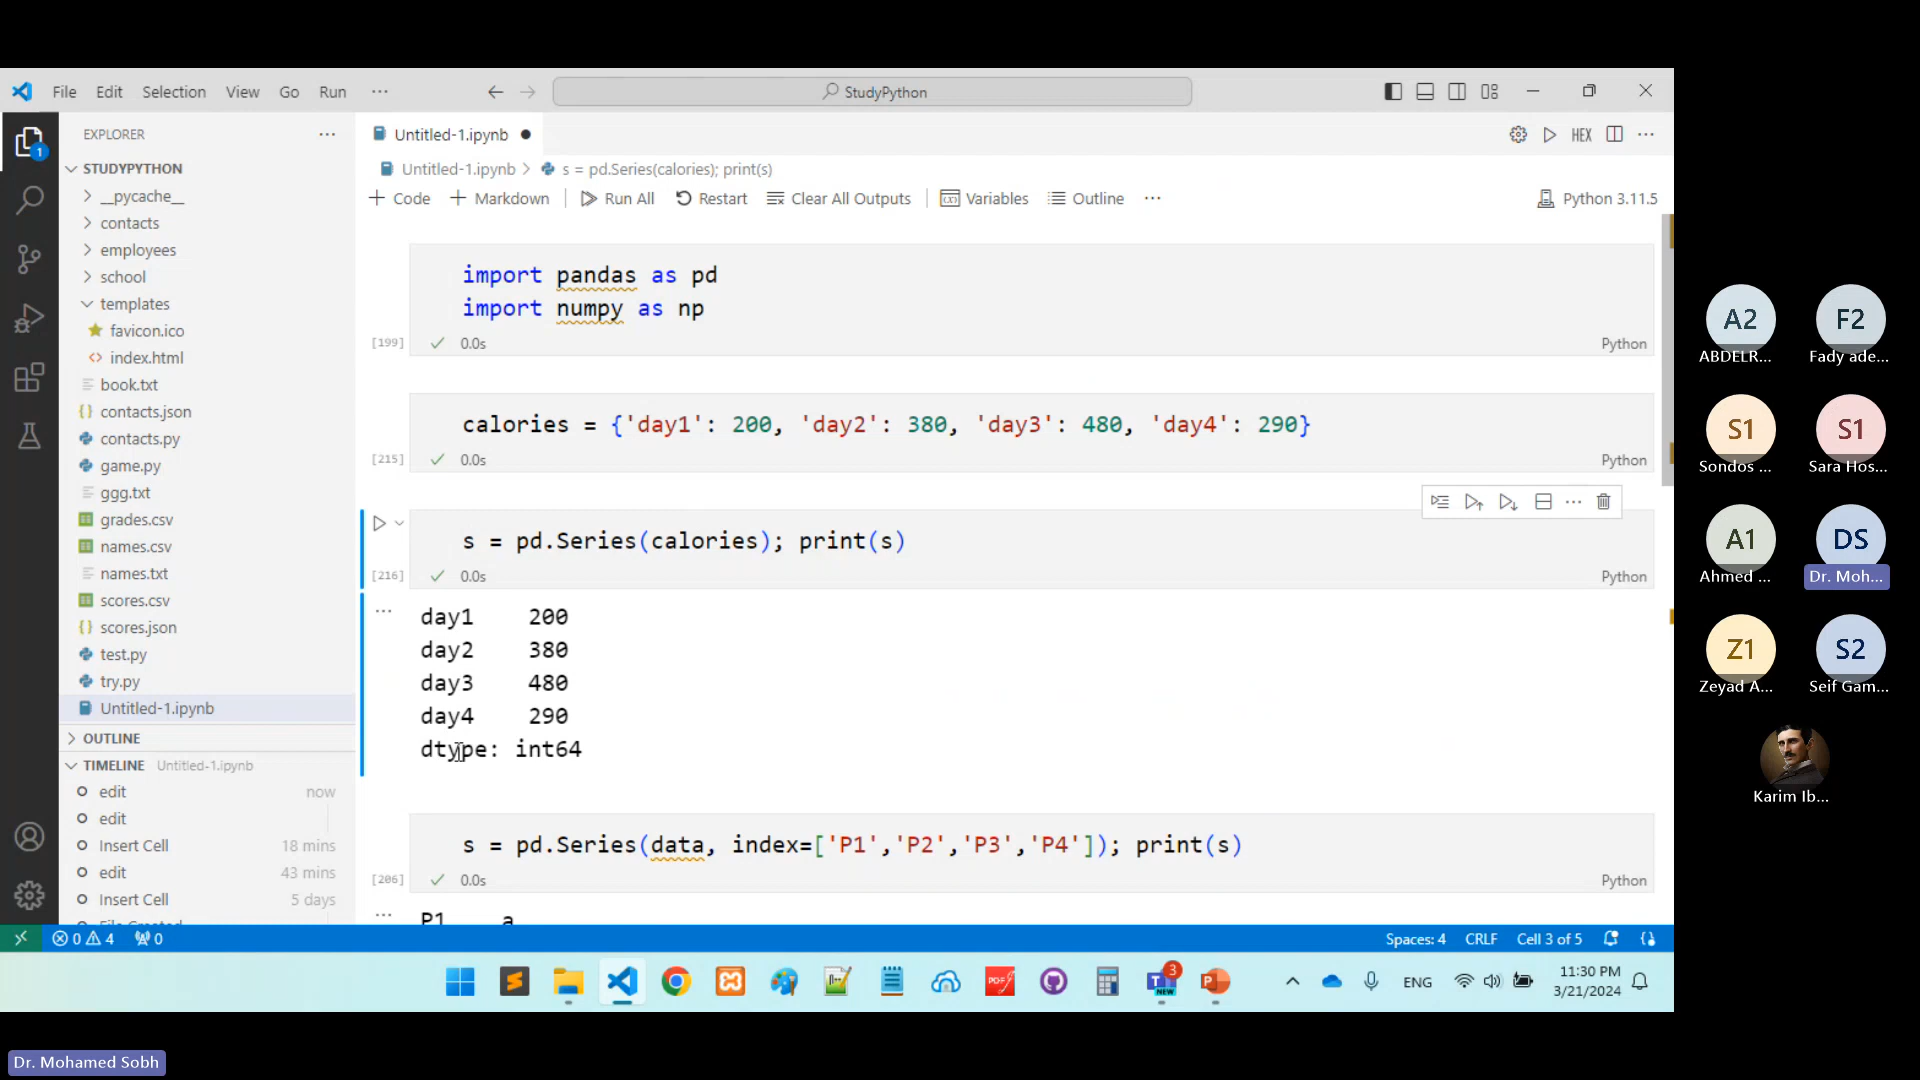 File Edit Selection View Go Run ···
StudyPython
EXPLORER
STUDYPYTHON
__pycache__
contacts
employees
school
templates
favicon.ico
index.html
book.txt
contacts.json
contacts.py
game.py
ggg.txt
grades.csv
names.csv
names.txt
scores.csv
scores.json
test.py
try.py
Untitled-1.ipynb
OUTLINE
TIMELINE Untitled-1.ipynb
edit now
edit
Insert Cell 18 mins
edit 43 mins
Insert Cell 5 days
Untitled-1.ipynb
HEX
Untitled-1.ipynb > s = pd.Series(calories); print(s)
+ Code + Markdown Run All Restart Clear All Outputs Variables Outline ···
Python 3.11.5
import pandas as pd
import numpy as np
[199] 0.0s Python
calories = {'day1': 200, 'day2': 380, 'day3': 480, 'day4': 290}
[215] 0.0s Python
s = pd.Series(calories); print(s)
[216] 0.0s Python
day1 200
day2 380
day3 480
day4 290
dtype: int64
s = pd.Series(data, index=['P1','P2','P3','P4']); print(s)
[206] 0.0s Python
P1 a
0 4 0
Spaces: 4 CRLF Cell 3 of 5
ENG
11:30 PM
3/21/2024
A2
ABDELR...
F2
Fady ade...
S1
Sondos ...
S1
Sara Hos...
A1
Ahmed ...
DS
Dr. Moh...
Z1
Zeyad A...
S2
Seif Gam...
Karim Ib...
Dr. Mohamed Sobh